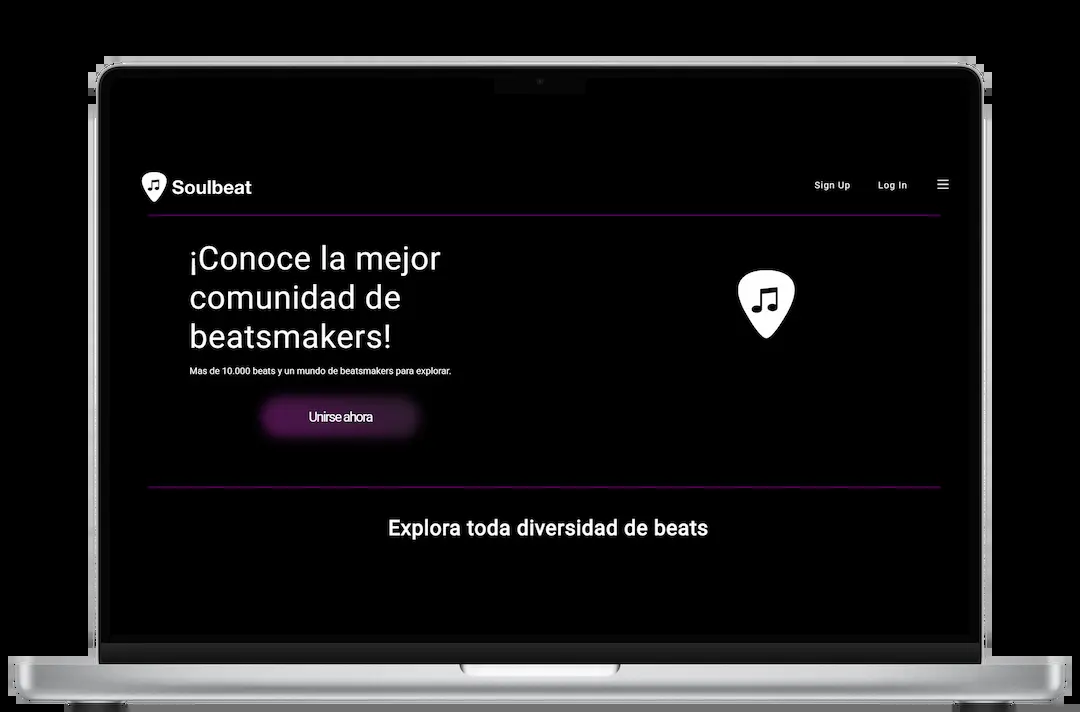 Soulbeat
Sign Up
Log In
¡Conoce la mejor
comunidad de
beatsmakers!
Mas de 10.000 beats y un mundo de beatsmakers para explorar.
Unirse ahora
Explora toda diversidad de beats